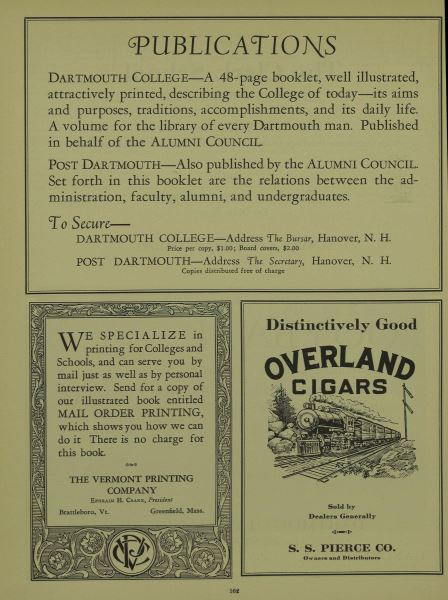 PUBLICATIONS
DARTMOUTH COLLEGE—A 48-page booklet, well illustrated,
attractively printed, describing the College of today—its aims
and purposes, traditions, accomplishments, and its daily life.
A volume for the library of every Dartmouth man. Published
in behalf of the ALUMNI COUNCIL.
POST DARTMOUTH—Also published by the ALUMNI COUNCIL.
Set forth in this booklet are the relations between the ad-
ministration, faculty, alumni, and undergraduates.
To Secure—
DARTMOUTH COLLEGE—Address The Bursar, Hanover, N. H.
Price per copy, $1.00; Board covers, $2.00
POST DARTMOUTH—Address The Secretary, Hanover, N. H.
Copies distributed free of charge
WE SPECIALIZE in
printing for Colleges and
Schools, and can serve you by
mail just as well as by personal
interview. Send for a copy of
our illustrated book entitled
MAIL ORDER PRINTING,
which shows you how we can
do it There is no charge for
this book.
THE VERMONT PRINTING
COMPANY
EPHRAIM H. CRANE, President
Brattleboro, Vt. Greenfield, Mass.
Distinctively Good
OVERLAND
CIGARS
Sold by
Dealers Generally
S. S. PIERCE CO.
Owners and Distributors
102